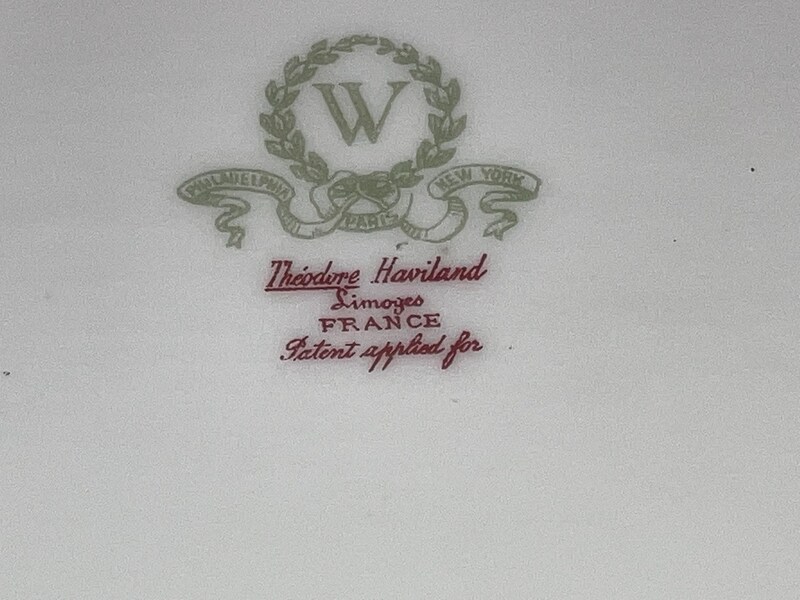 W
PHILADELPHIA PARIS NEW YORK
Théodore Haviland
Limoges
FRANCE
Patent applied for